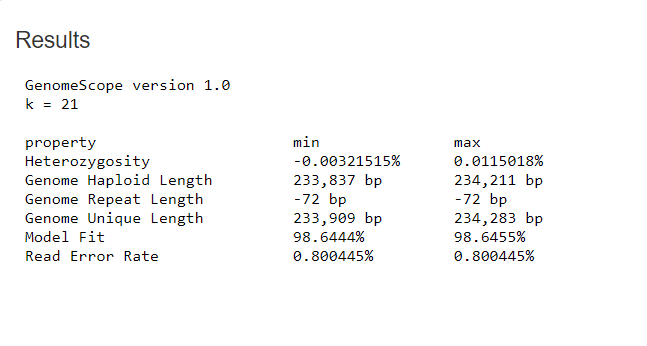 Results
GenomeScope version 1.0
k = 21
property min max
Heterozygosity -0.00321515% 0.0115018%
Genome Haploid Length 233,837 bp 234,211 bp
Genome Repeat Length -72 bp -72 bp
Genome Unique Length 233,909 bp 234,283 bp
Model Fit 98.6444% 98.6455%
Read Error Rate 0.800445% 0.800445%